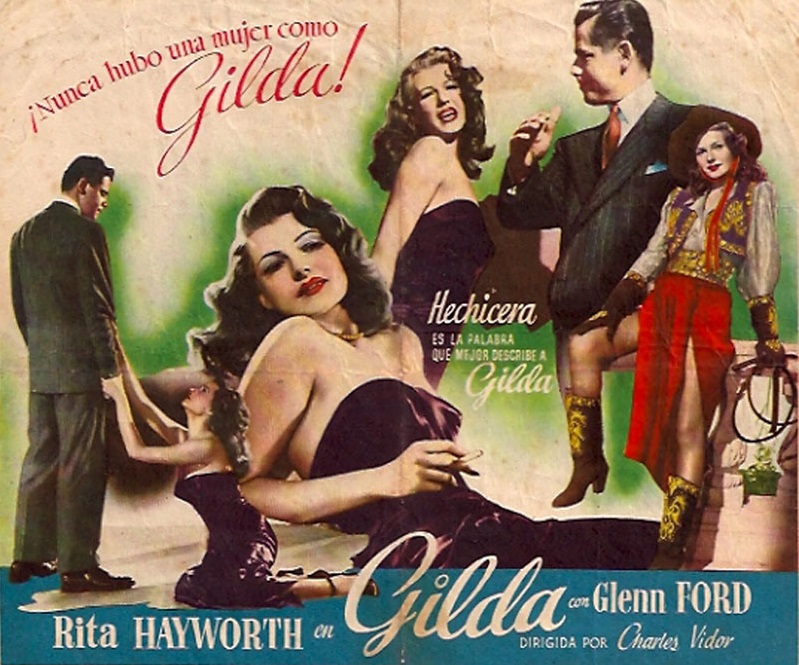 ¡Nunca hubo una mujer como
Gilda!
Hechicera
ES LA PALABRA
QUE MEJOR DESCRIBE A
Gilda
Rita HAYWORTH en Gilda con Glenn FORD
DIRIGIDA POR Charles Vidor